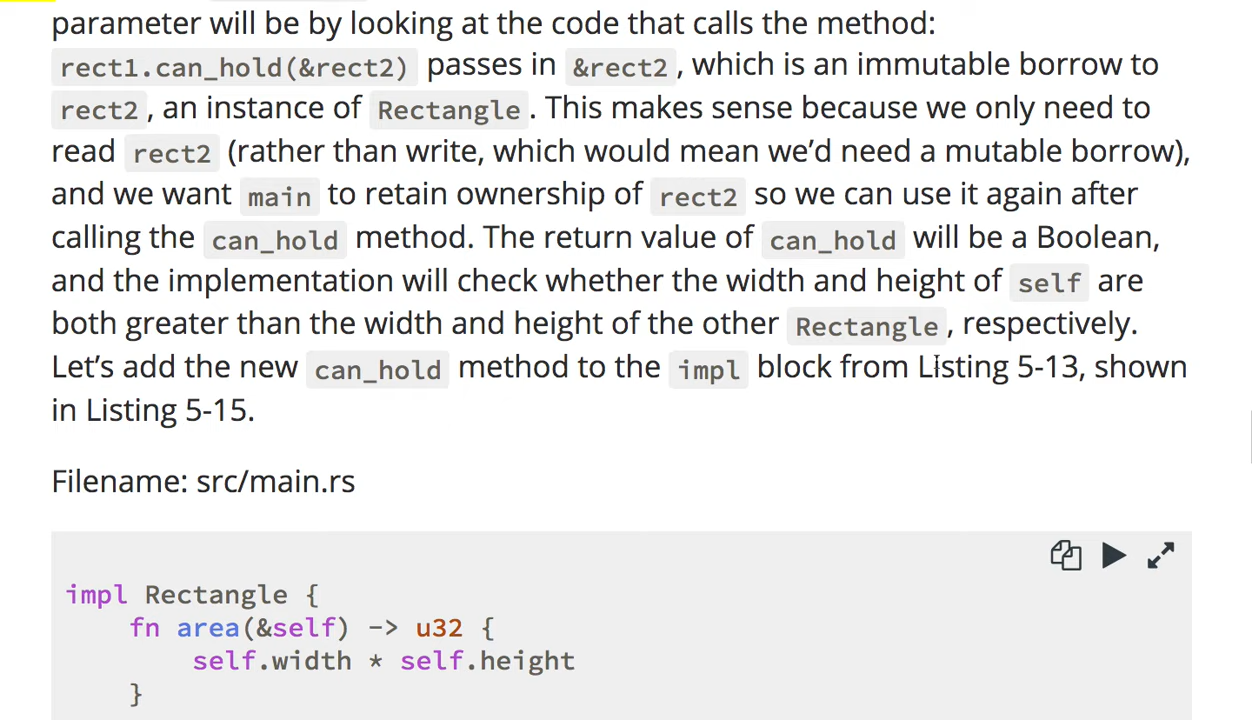 parameter will be by looking at the code that calls the method:
rect1.can_hold(&rect2) passes in &rect2, which is an immutable borrow to
rect2, an instance of Rectangle. This makes sense because we only need to
read rect2 (rather than write, which would mean we’d need a mutable borrow),
and we want main to retain ownership of rect2 so we can use it again after
calling the can_hold method. The return value of can_hold will be a Boolean,
and the implementation will check whether the width and height of self are
both greater than the width and height of the other Rectangle, respectively.
Let’s add the new can_hold method to the impl block from Listing 5-13, shown
in Listing 5-15.
Filename: src/main.rs
impl Rectangle {
    fn area(&self) -> u32 {
        self.width * self.height
    }